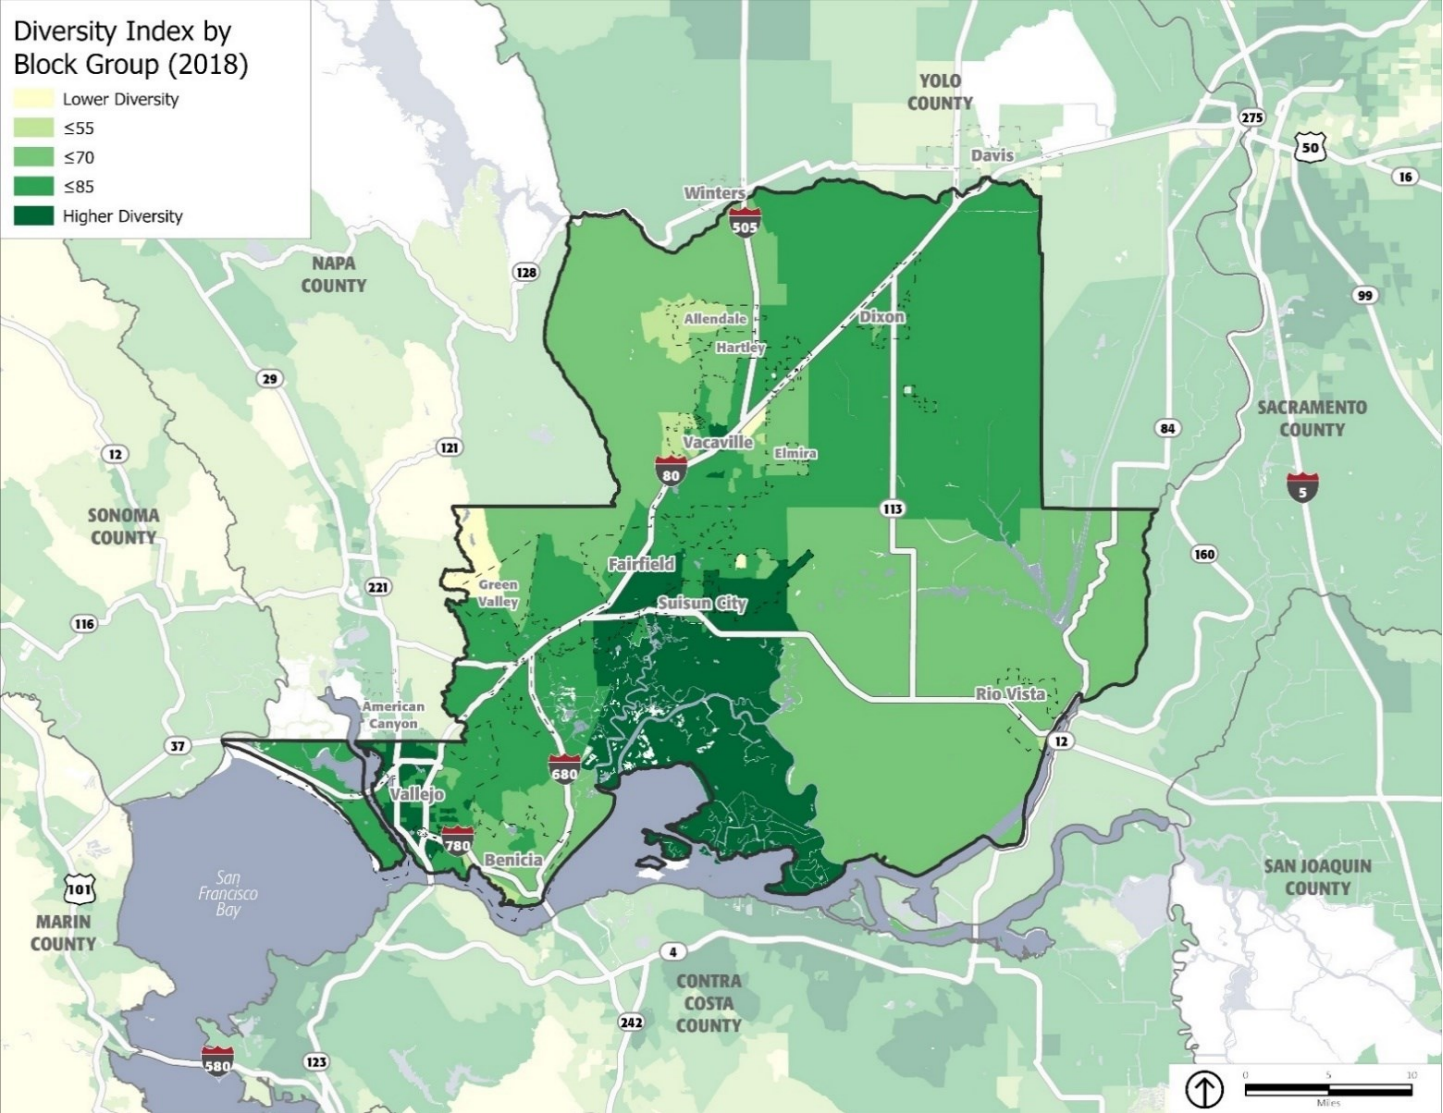 Diversity Index by
Block Group (2018)
Lower Diversity
≤55
≤70
≤85
Higher Diversity
YOLO
COUNTY
275
50
Davis
16
Winters
505
NAPA
COUNTY
128
99
Allendale
Dixon
Hartley
29
SACRAMENTO
COUNTY
84
12
121
Vacaville
Elmira
80
5
SONOMA
COUNTY
113
160
Fairfield
221
Green
Valley
Suisun City
116
Rio Vista
American
Canyon
37
12
680
Vallejo
780
Benicia
San
Francisco
Bay
101
SAN JOAQUIN
COUNTY
MARIN
COUNTY
4
CONTRA
COSTA
COUNTY
242
580
123
0 5 10
Miles